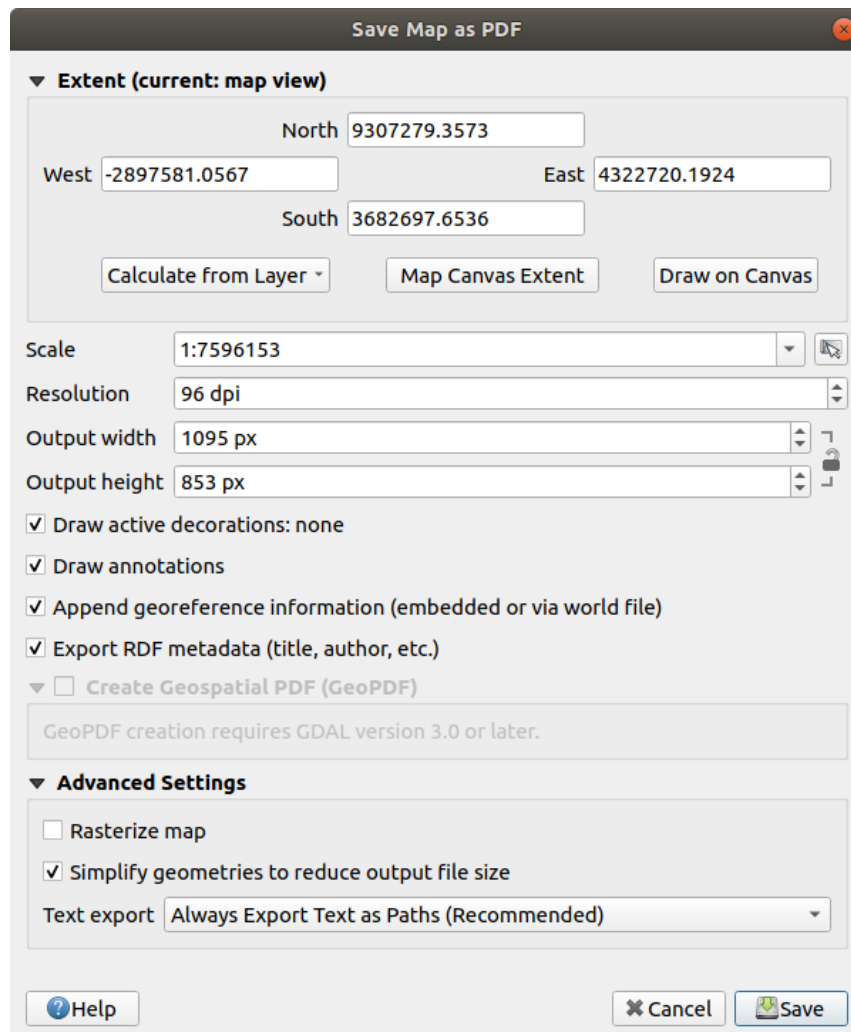 Save Map as PDF
Extent (current: map view)
North 9307279.3573
West -2897581.0567 East 4322720.1924
South 3682697.6536
Calculate from Layer Map Canvas Extent Draw on Canvas
Scale 1:7596153
Resolution 96 dpi
Output width 1095 px
Output height 853 px
Draw active decorations: none
Draw annotations
Append georeference information (embedded or via world file)
Export RDF metadata (title, author, etc.)
Create Geospatial PDF (GeoPDF)
GeoPDF creation requires GDAL version 3.0 or later.
Advanced Settings
Rasterize map
Simplify geometries to reduce output file size
Text export Always Export Text as Paths (Recommended)
Help Cancel Save